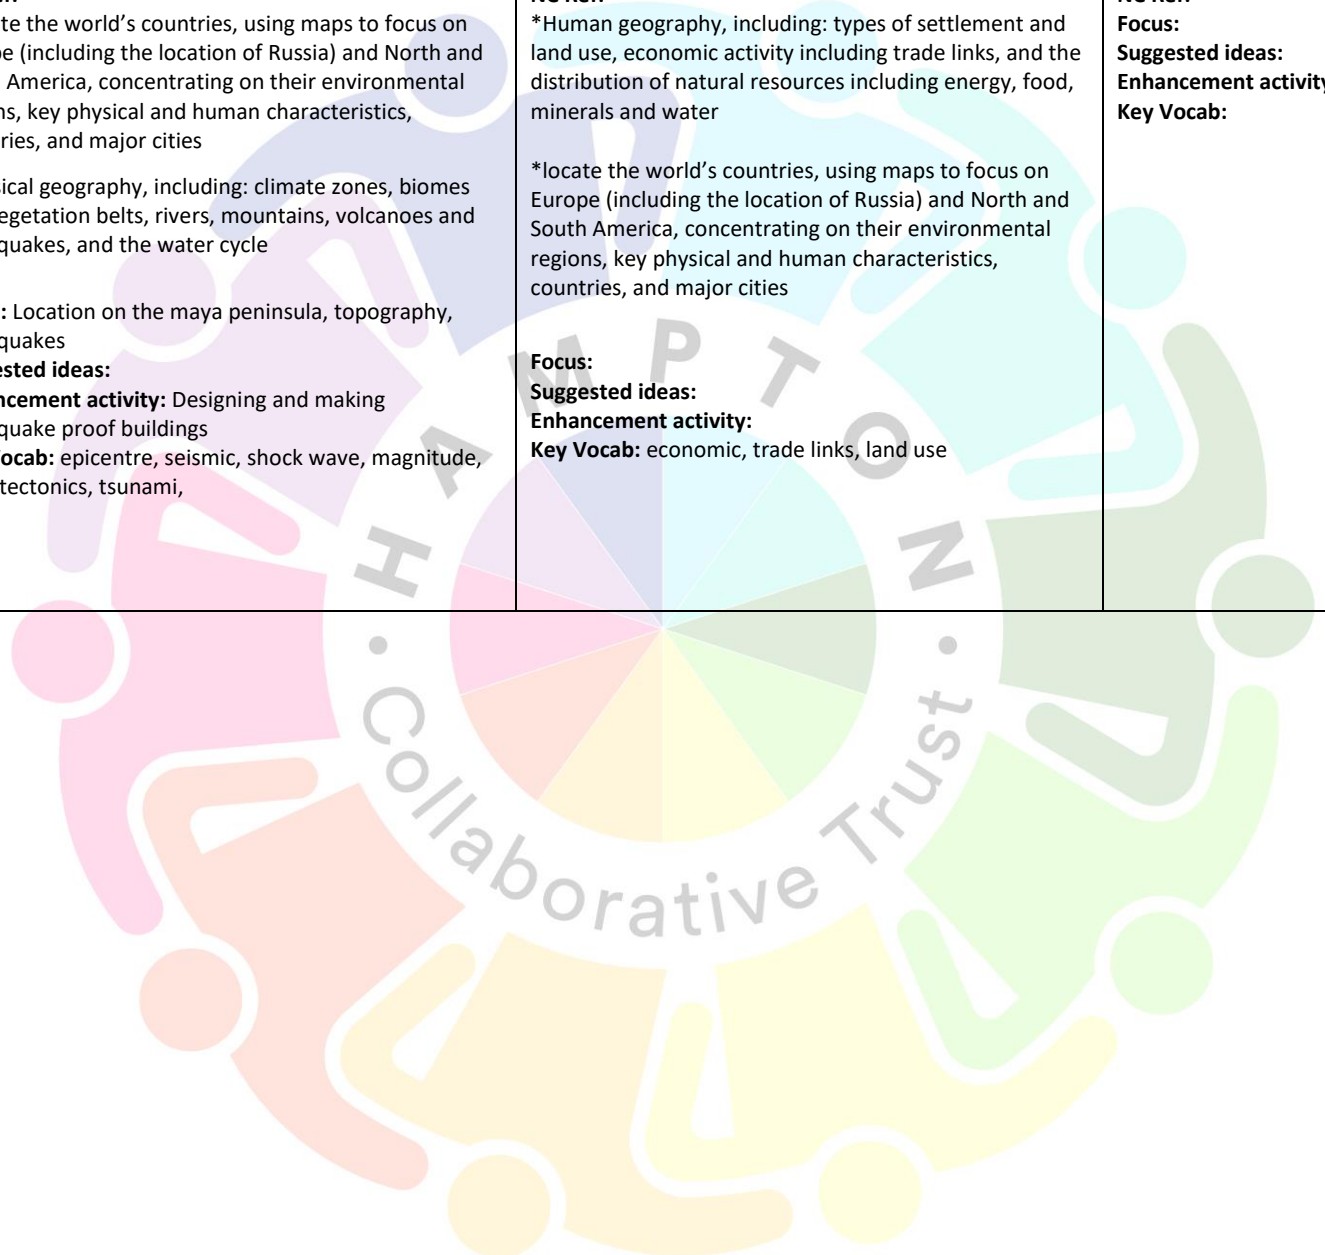 te the world's countries, using maps to focus on
e (including the location of Russia) and North and
America, concentrating on their environmental
ns, key physical and human characteristics,
ries, and major cities
sical geography, including: climate zones, biomes
egetation belts, rivers, mountains, volcanoes and
quakes, and the water cycle
: Location on the maya peninsula, topography,
quakes
ested ideas:
ncement activity: Designing and making
quake proof buildings
ocab: epicentre, seismic, shock wave, magnitude,
tectonics, tsunami,
*Human geography, including: types of settlement and
land use, economic activity including trade links, and the
distribution of natural resources including energy, food,
minerals and water
*locate the world's countries, using maps to focus on
Europe (including the location of Russia) and North and
South America, concentrating on their environmental
regions, key physical and human characteristics,
countries, and major cities
Focus:
Suggested ideas:
Enhancement activity:
Key Vocab: economic, trade links, land use
Focus:
Suggested ideas:
Enhancement activity
Key Vocab:
HAMPTON
Collaborative Trust